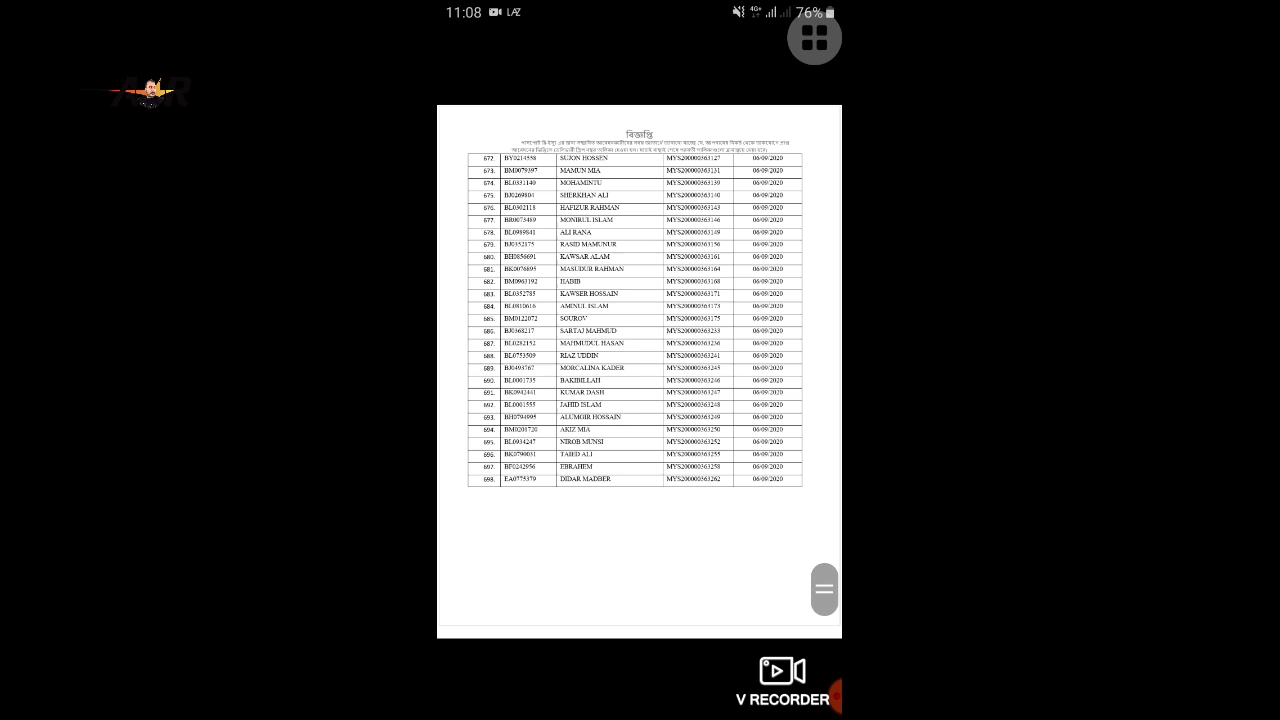 11:08 LAZ 4G+ 76%
বিজ্ঞপ্তি
672. BY0214558 SUJON HOSSEN MYS200000363127 06/09/2020
673. BM0079397 MAMUN MIA MYS200000363131 06/09/2020
674. BL0331140 MOHAMINTU MYS200000363139 06/09/2020
675. BJ0269804 SHERKHAN ALI MYS200000363140 06/09/2020
676. BL0302118 HAFIZUR RAHMAN MYS200000363143 06/09/2020
677. BR0073489 MONIRUL ISLAM MYS200000363146 06/09/2020
678. BL0989841 ALI RANA MYS200000363149 06/09/2020
679. BJ0352175 RASID MAMUNUR MYS200000363156 06/09/2020
680. BH0856691 KAWSAR ALAM MYS200000363161 06/09/2020
681. BK0076895 MASUDUR RAHMAN MYS200000363164 06/09/2020
682. BM0963192 HABIB MYS200000363168 06/09/2020
683. BL0352785 KAWSER HOSSAIN MYS200000363171 06/09/2020
684. BL0810616 AMINUL ISLAM MYS200000363173 06/09/2020
685. BM0122072 SOUROV MYS200000363175 06/09/2020
686. BJ0368217 SARTAJ MAHMUD MYS200000363233 06/09/2020
687. BL0282152 MAHMUDUL HASAN MYS200000363236 06/09/2020
688. BL0753509 RIAZ UDDIN MYS200000363241 06/09/2020
689. BJ0493767 MORCALINA KADER MYS200000363245 06/09/2020
690. BL0001735 BAKIBILLAH MYS200000363246 06/09/2020
691. BK0942441 KUMAR DASH MYS200000363247 06/09/2020
692. BL0001555 JAHID ISLAM MYS200000363248 06/09/2020
693. BH0794995 ALUMGIR HOSSAIN MYS200000363249 06/09/2020
694. BM0201720 AKIZ MIA MYS200000363250 06/09/2020
695. BL0934247 NIROB MUNSI MYS200000363252 06/09/2020
696. BK0790031 TAIED ALI MYS200000363255 06/09/2020
697. BF0242956 EBRAHEM MYS200000363258 06/09/2020
698. EA0775379 DIDAR MADBER MYS200000363262 06/09/2020
V RECORDER